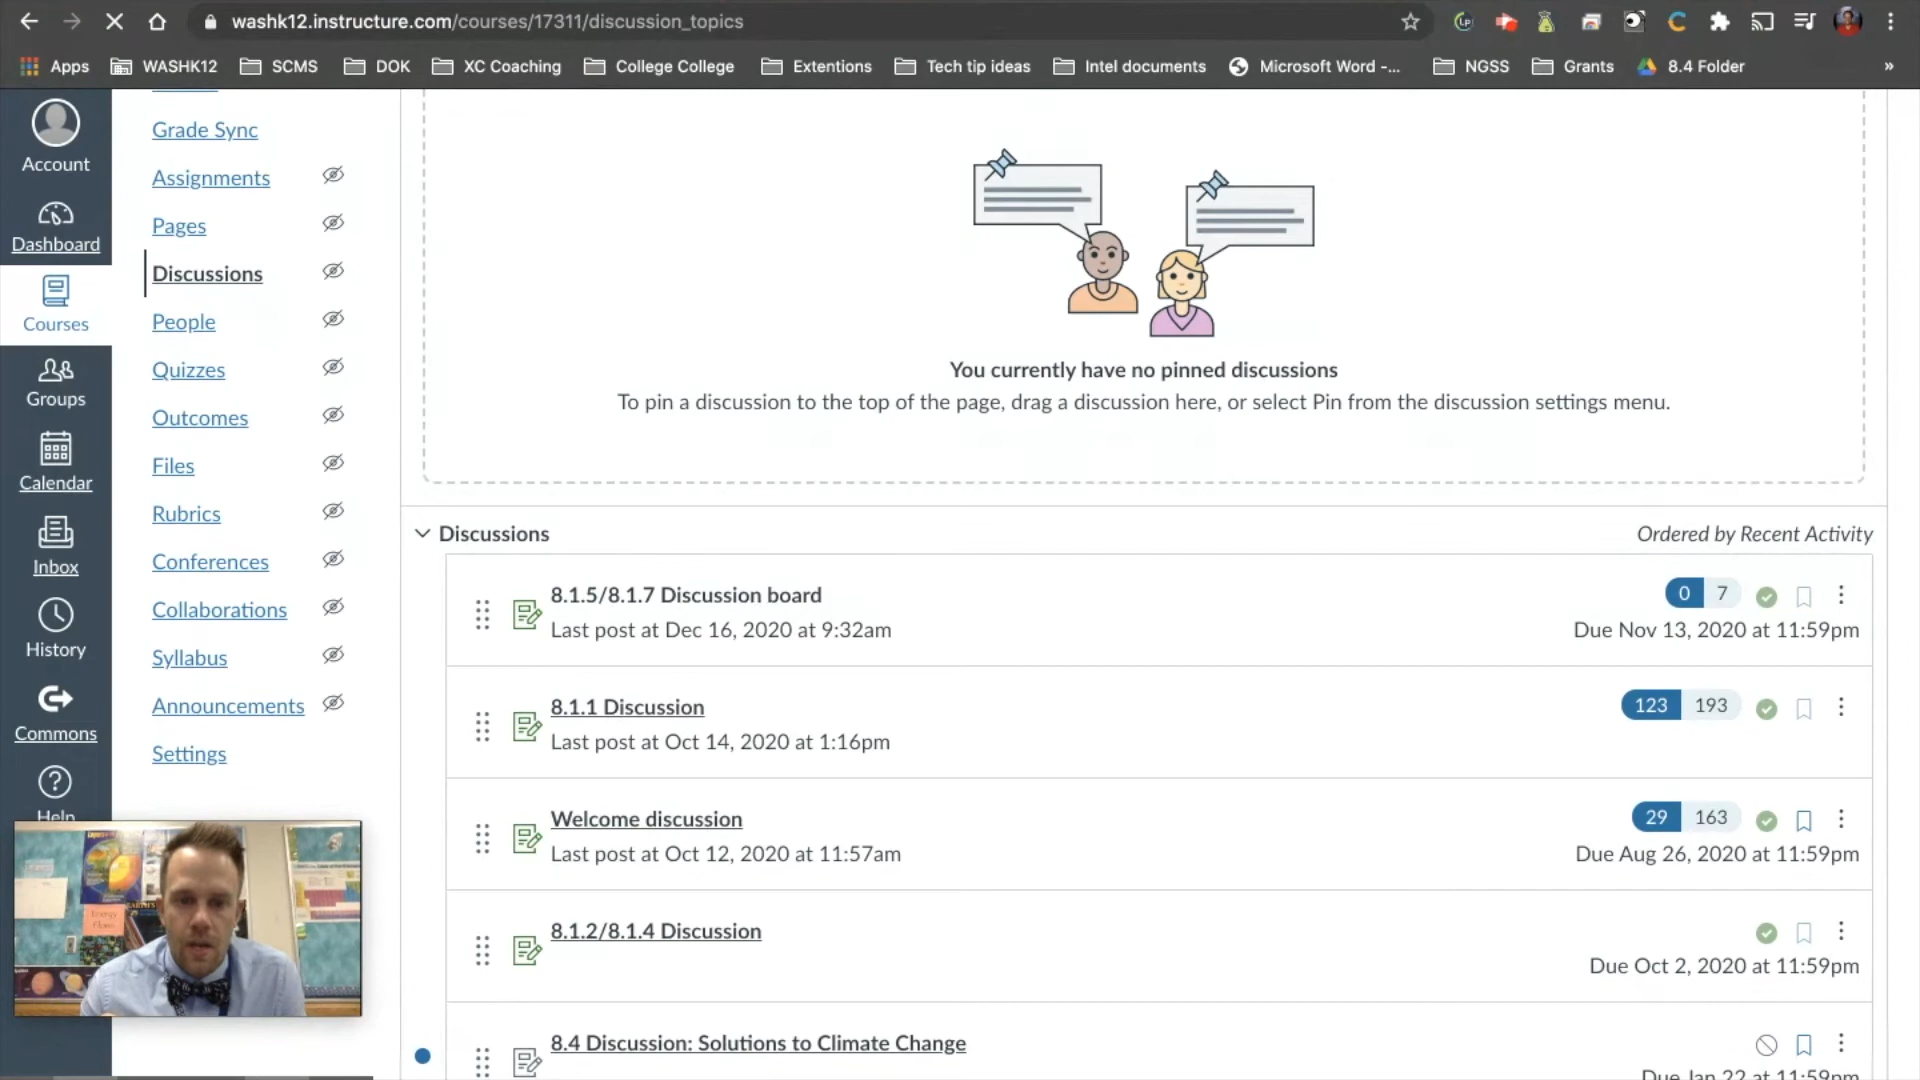 washk12.instructure.com/courses/17311/discussion_topics
Apps
WASHK12
SCMS
DOK
XC Coaching
College College
Extentions
Tech tip ideas
Intel documents
Microsoft Word -...
NGSS
Grants
8.4 Folder
»
Account
Dashboard
Courses
Groups
Calendar
Inbox
History
Commons
Help
Grade Sync
Assignments
Pages
Discussions
People
Quizzes
Outcomes
Files
Rubrics
Conferences
Collaborations
Syllabus
Announcements
Settings
You currently have no pinned discussions
To pin a discussion to the top of the page, drag a discussion here, or select Pin from the discussion settings menu.
Discussions
Ordered by Recent Activity
8.1.5/8.1.7 Discussion board
0 7
Last post at Dec 16, 2020 at 9:32am
Due Nov 13, 2020 at 11:59pm
8.1.1 Discussion
123 193
Last post at Oct 14, 2020 at 1:16pm
Welcome discussion
29 163
Last post at Oct 12, 2020 at 11:57am
Due Aug 26, 2020 at 11:59pm
8.1.2/8.1.4 Discussion
Due Oct 2, 2020 at 11:59pm
8.4 Discussion: Solutions to Climate Change
Due Jan 22 at 11:59pm
Energy